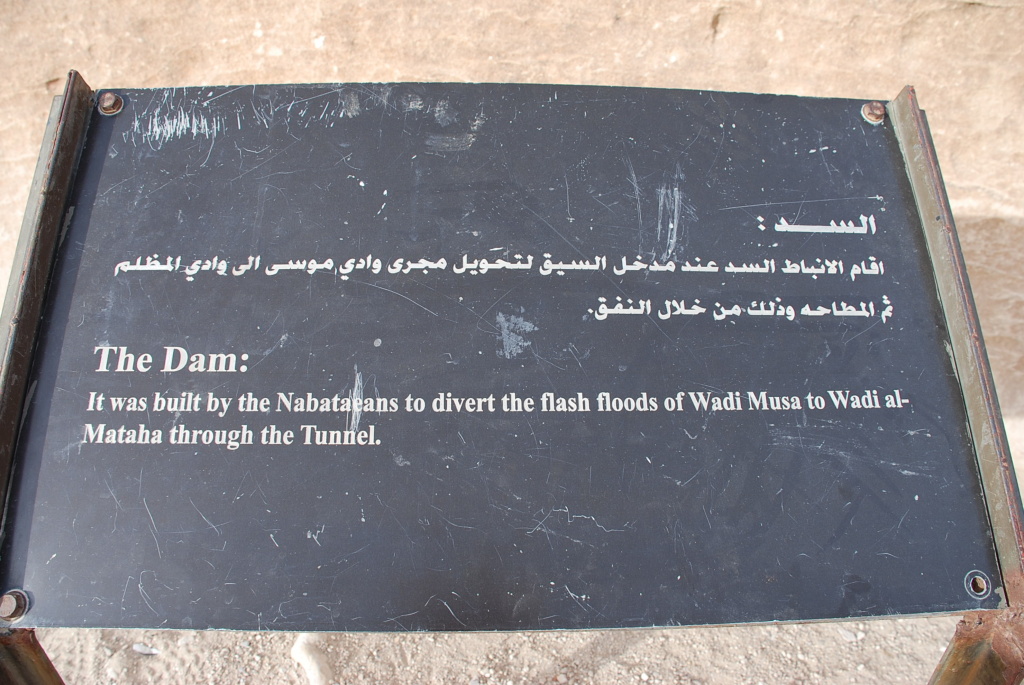 السد :
اقام الانباط السد عند مدخل السيق لتحويل مجرى وادي موسى الى وادي المظلم
ثم المطاحه وذلك من خلال النفق.
The Dam:
It was built by the Nabataeans to divert the flash floods of Wadi Musa to Wadi al-
Mataha through the Tunnel.